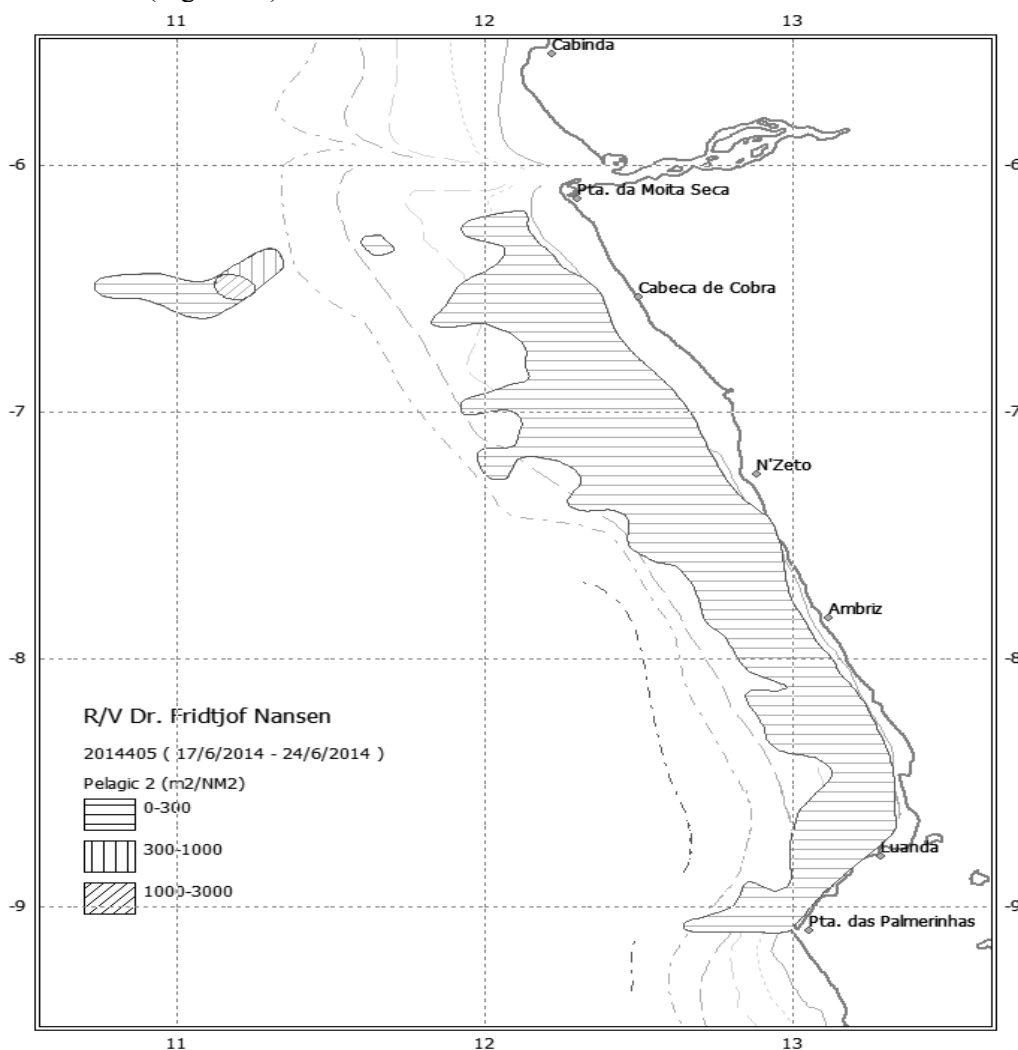 11 12 13
Cabinda
-6 -6
Pta. da Moita Seca
Cabeca de Cobra
-7 -7
N'Zeto
Ambriz
-8 -8
R/V Dr. Fridtjof Nansen
2014405 ( 17/6/2014 - 24/6/2014 )
Pelagic 2 (m2/NM2)
0-300
300-1000
1000-3000
Luanda
-9 -9
Pta. das Palmerinhas
11 12 13